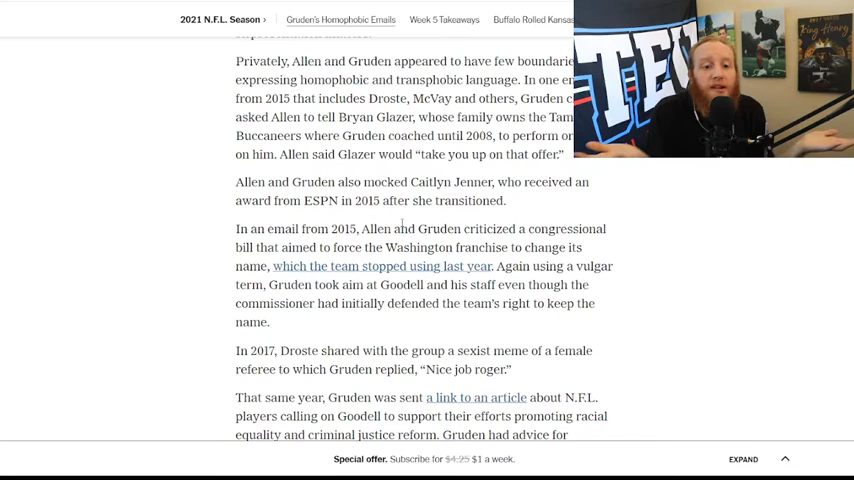 2021 N.F.L. Season › Gruden's Homophobic Emails Week 5 Takeaways Buffalo Rolled Kansas
Privately, Allen and Gruden appeared to have few boundaries
expressing homophobic and transphobic language. In one
from 2015 that includes Droste, McVay and others, Gruden
asked Allen to tell Bryan Glazer, whose family owns the
Buccaneers where Gruden coached until 2008, to perform
on him. Allen said Glazer would “take you up on that offer.”
Allen and Gruden also mocked Caitlyn Jenner, who received an
award from ESPN in 2015 after she transitioned.
In an email from 2015, Allen and Gruden criticized a congressional
bill that aimed to force the Washington franchise to change its
name, which the team stopped using last year. Again using a vulgar
term, Gruden took aim at Goodell and his staff even though the
commissioner had initially defended the team's right to keep the
name.
In 2017, Droste shared with the group a sexist meme of a female
referee to which Gruden replied, “Nice job roger.”
That same year, Gruden was sent a link to an article about N.F.L.
players calling on Goodell to support their efforts promoting racial
equality and criminal justice reform. Gruden had advice for
Special offer. Subscribe for $4.25 $1 a week.
EXPAND
TE
King Henry